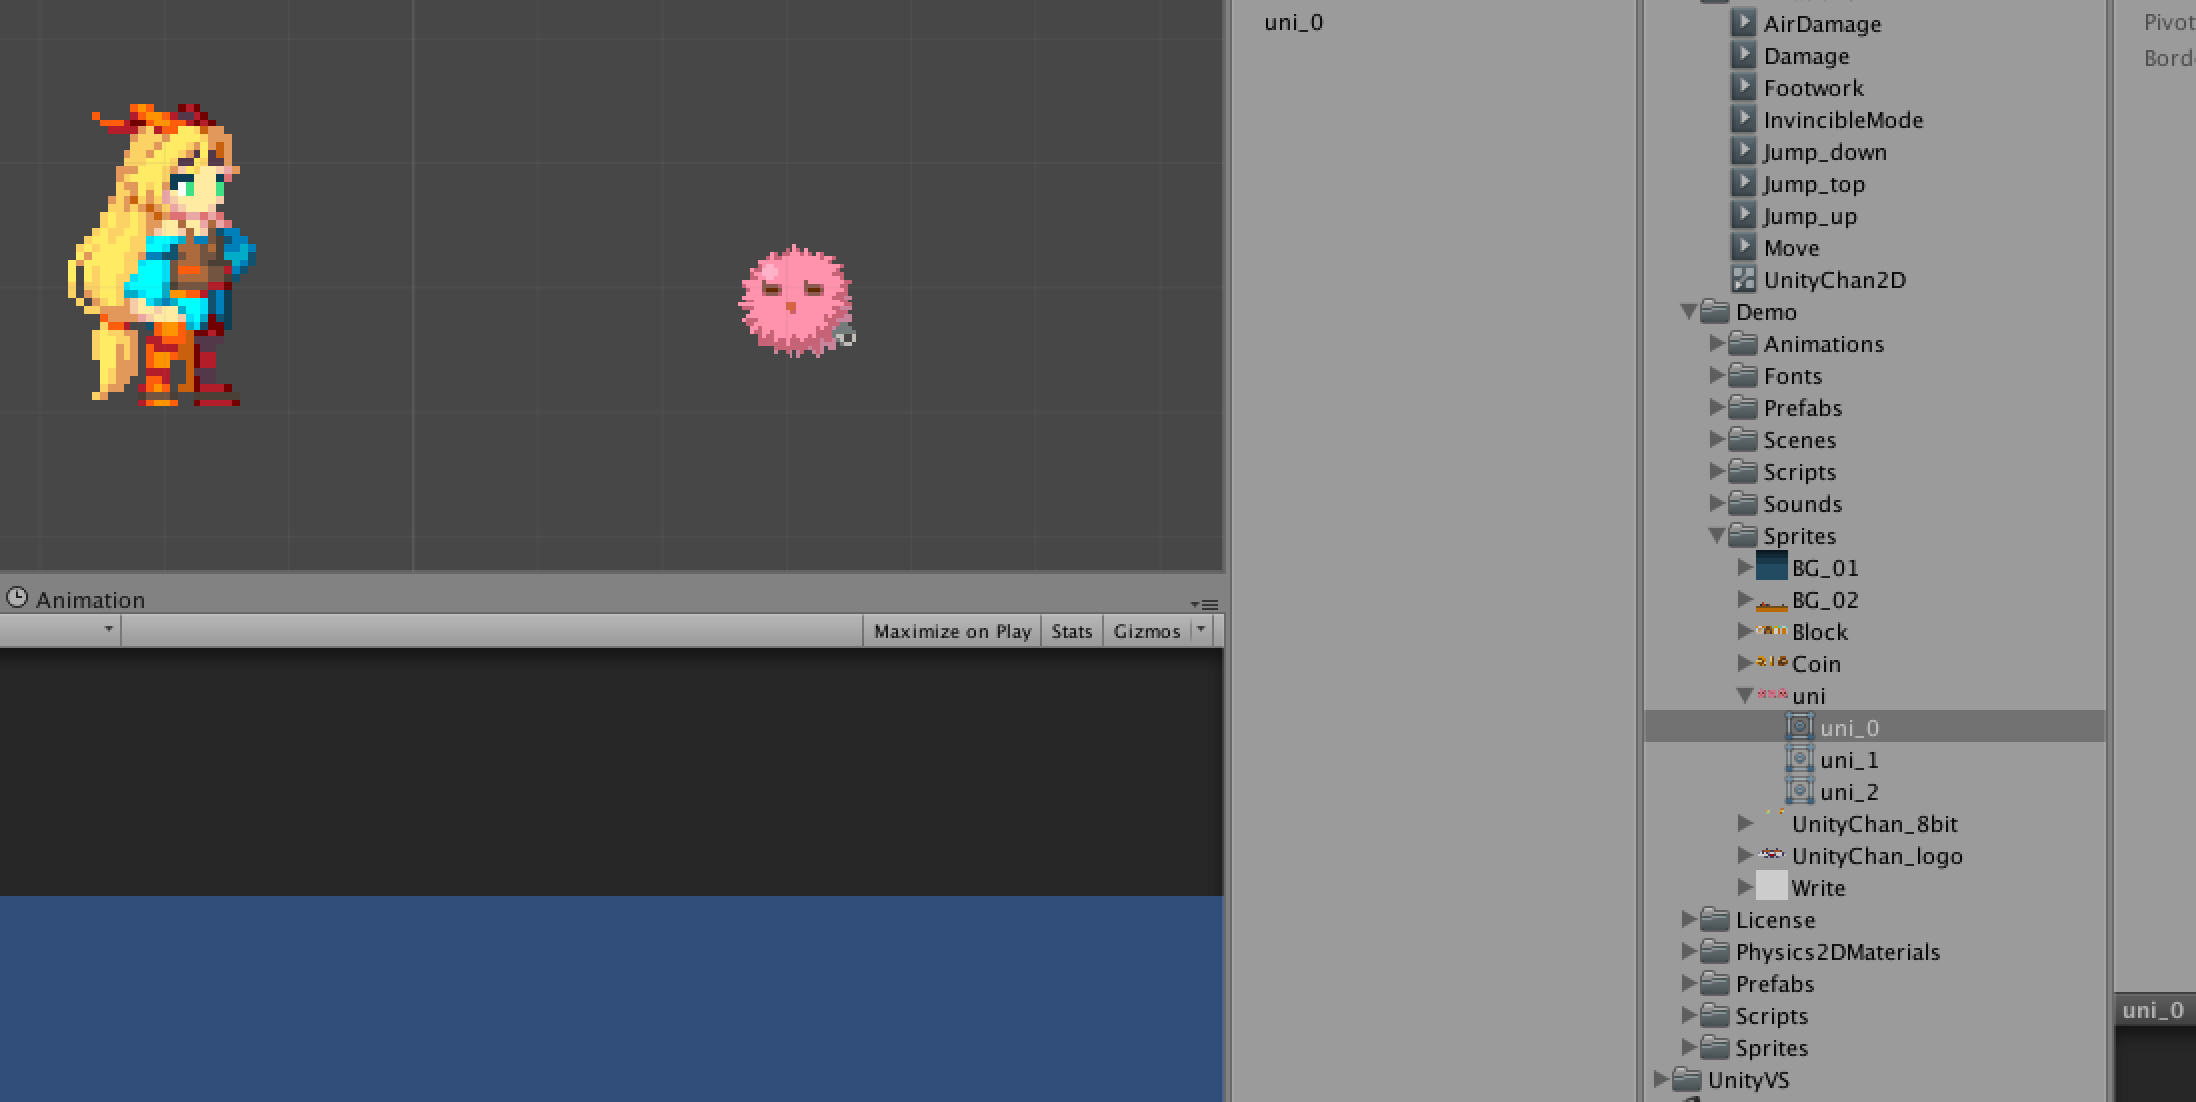 uni_0
AirDamage
Damage
Footwork
InvincibleMode
Jump_down
Jump_top
Jump_up
Move
UnityChan2D
Demo
Animations
Fonts
Prefabs
Scenes
Scripts
Sounds
Sprites
BG_01
BG_02
Block
Coin
uni
uni_0
uni_1
uni_2
UnityChan_8bit
UnityChan_logo
Write
License
Physics2DMaterials
Prefabs
Scripts
Sprites
UnityVS
Pivot
Bord
uni_0
Animation
Maximize on Play Stats Gizmos